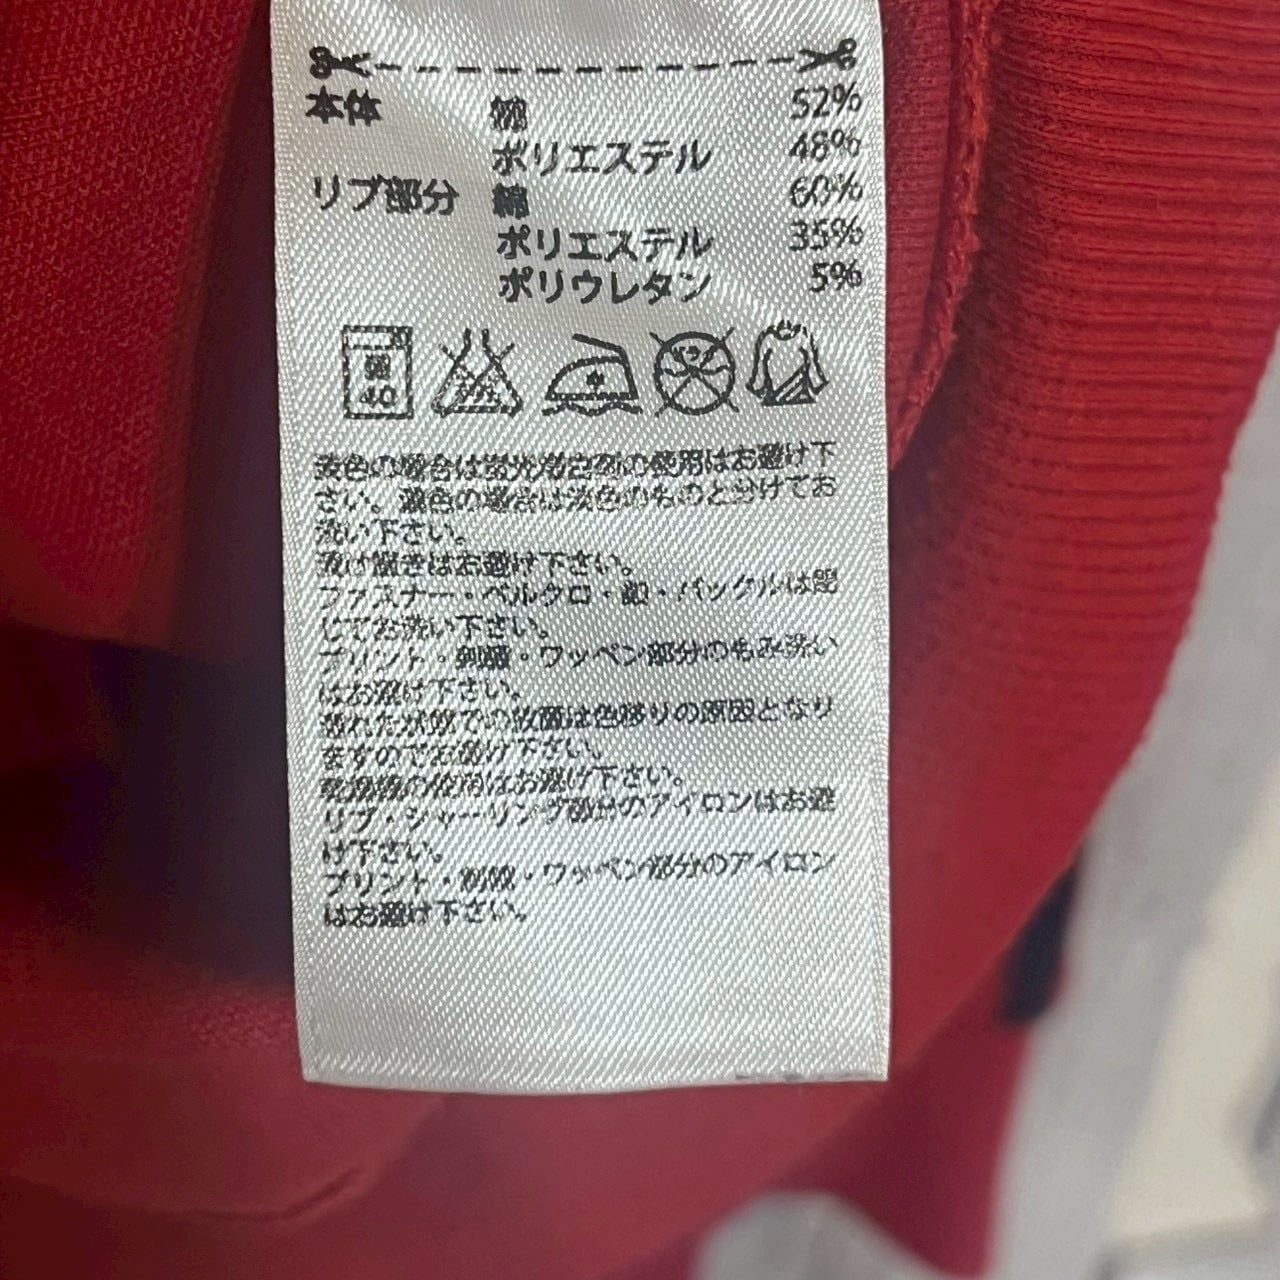 本体 綿 52%
ポリエステル 48%
リブ部分 綿 60%
ポリエステル 35%
ポリウレタン 5%
弱 40
淡色の場合は蛍光増白剤の使用はお避け下
さい。濃色の場合は淡色のものと分けてお
洗い下さい。
漬け置きはお避け下さい。
ファスナー・ベルクロ・釦・バックルは閉
じてお洗い下さい。
プリント・刺繍・ワッペン部分のもみ洗い
はお避け下さい。
濡れた状態での放置は色移りの原因となり
ますのでお避け下さい。
乾燥機の使用はお避け下さい。
リブ・シャーリング部分のアイロンはお避
け下さい。
プリント・刺繍・ワッペン部分のアイロン
はお避け下さい。